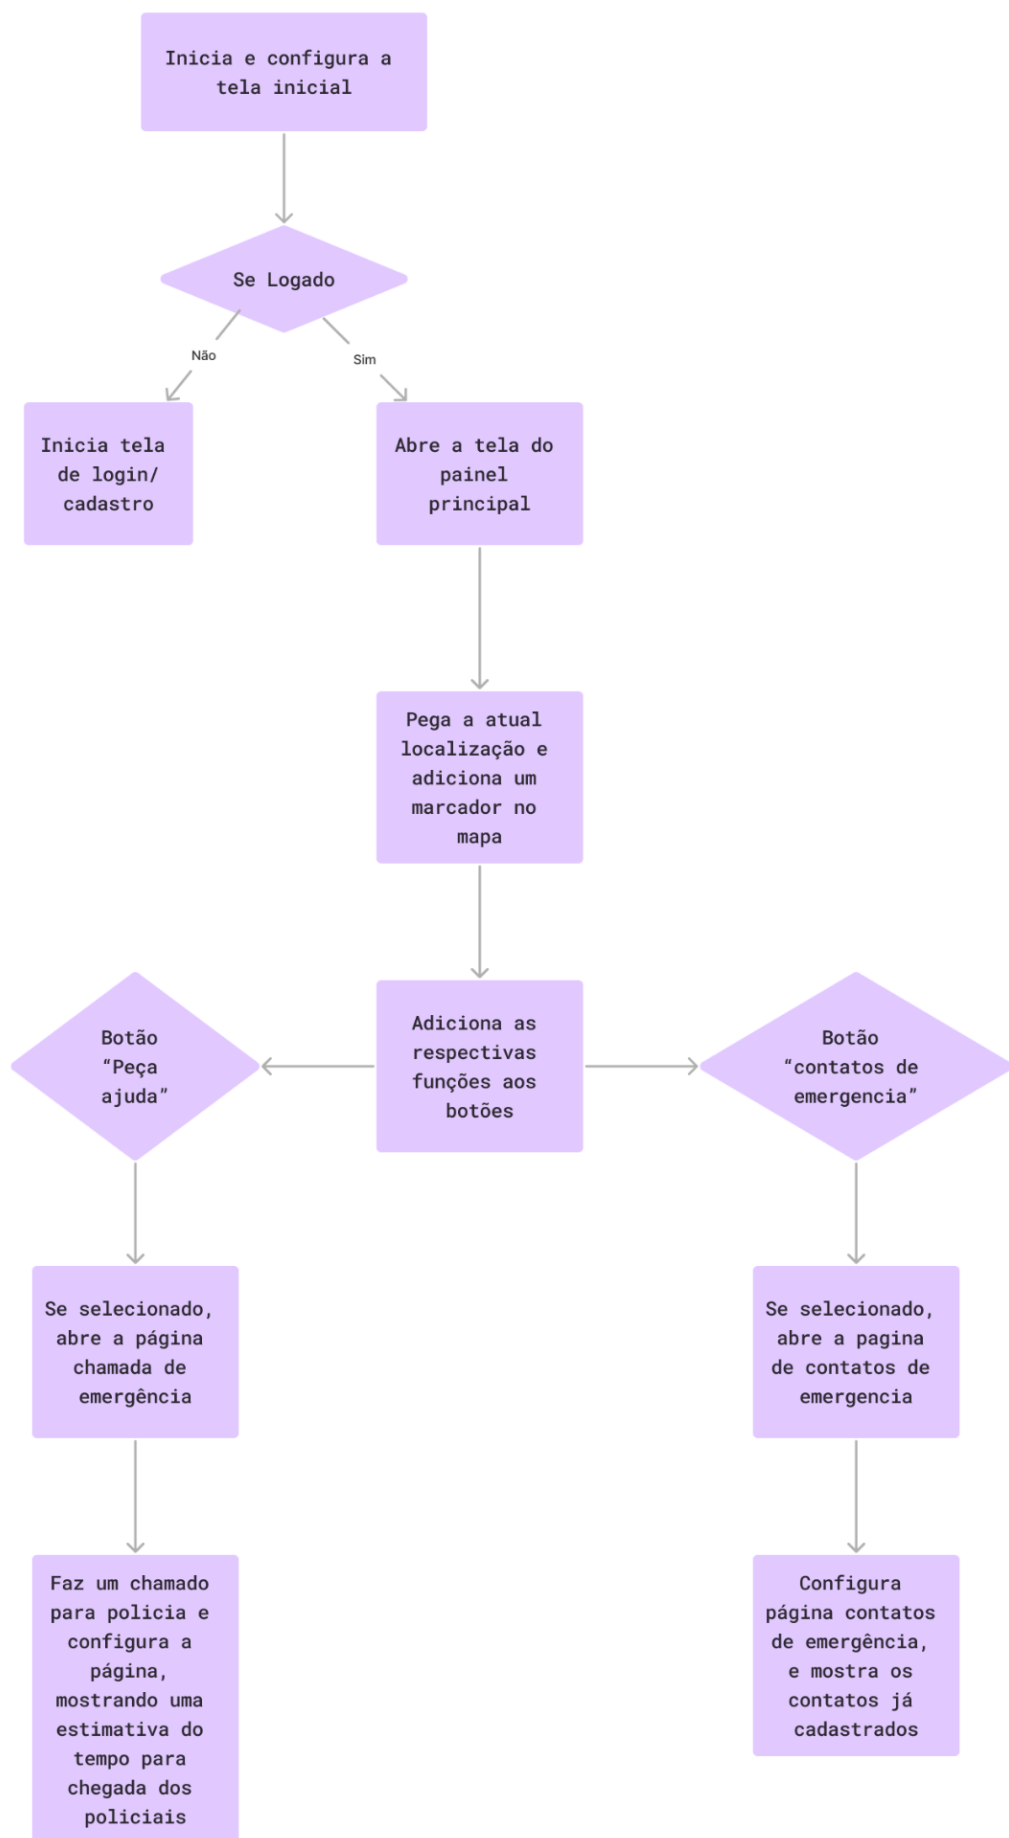 Inicia e configura a
tela inicial
Se Logado
Não
Sim
Inicia tela
de login/
cadastro
Abre a tela do
painel
principal
Pega a atual
localização e
adiciona um
marcador no
mapa
Botão
“Peça
ajuda”
Adiciona as
respectivas
funções aos
botões
Botão
“contatos de
emergencia”
Se selecionado,
abre a página
chamada de
emergência
Se selecionado,
abre a pagina
de contatos de
emergencia
Faz um chamado
para policia e
configura a
página,
mostrando uma
estimativa do
tempo para
chegada dos
policiais
Configura
página contatos
de emergência,
e mostra os
contatos já
cadastrados